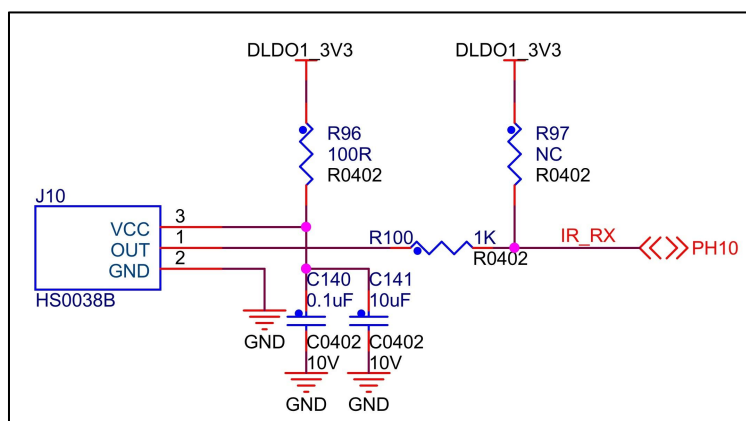 DLDO1_3V3
DLDO1_3V3
R96
100R
R0402
R97
NC
R0402
J10
VCC
3
OUT
1
GND
2
HS0038B
R100
1K
R0402
IR_RX
PH10
C140
0.1uF
C0402
10V
C141
10uF
C0402
10V
GND
GND
GND